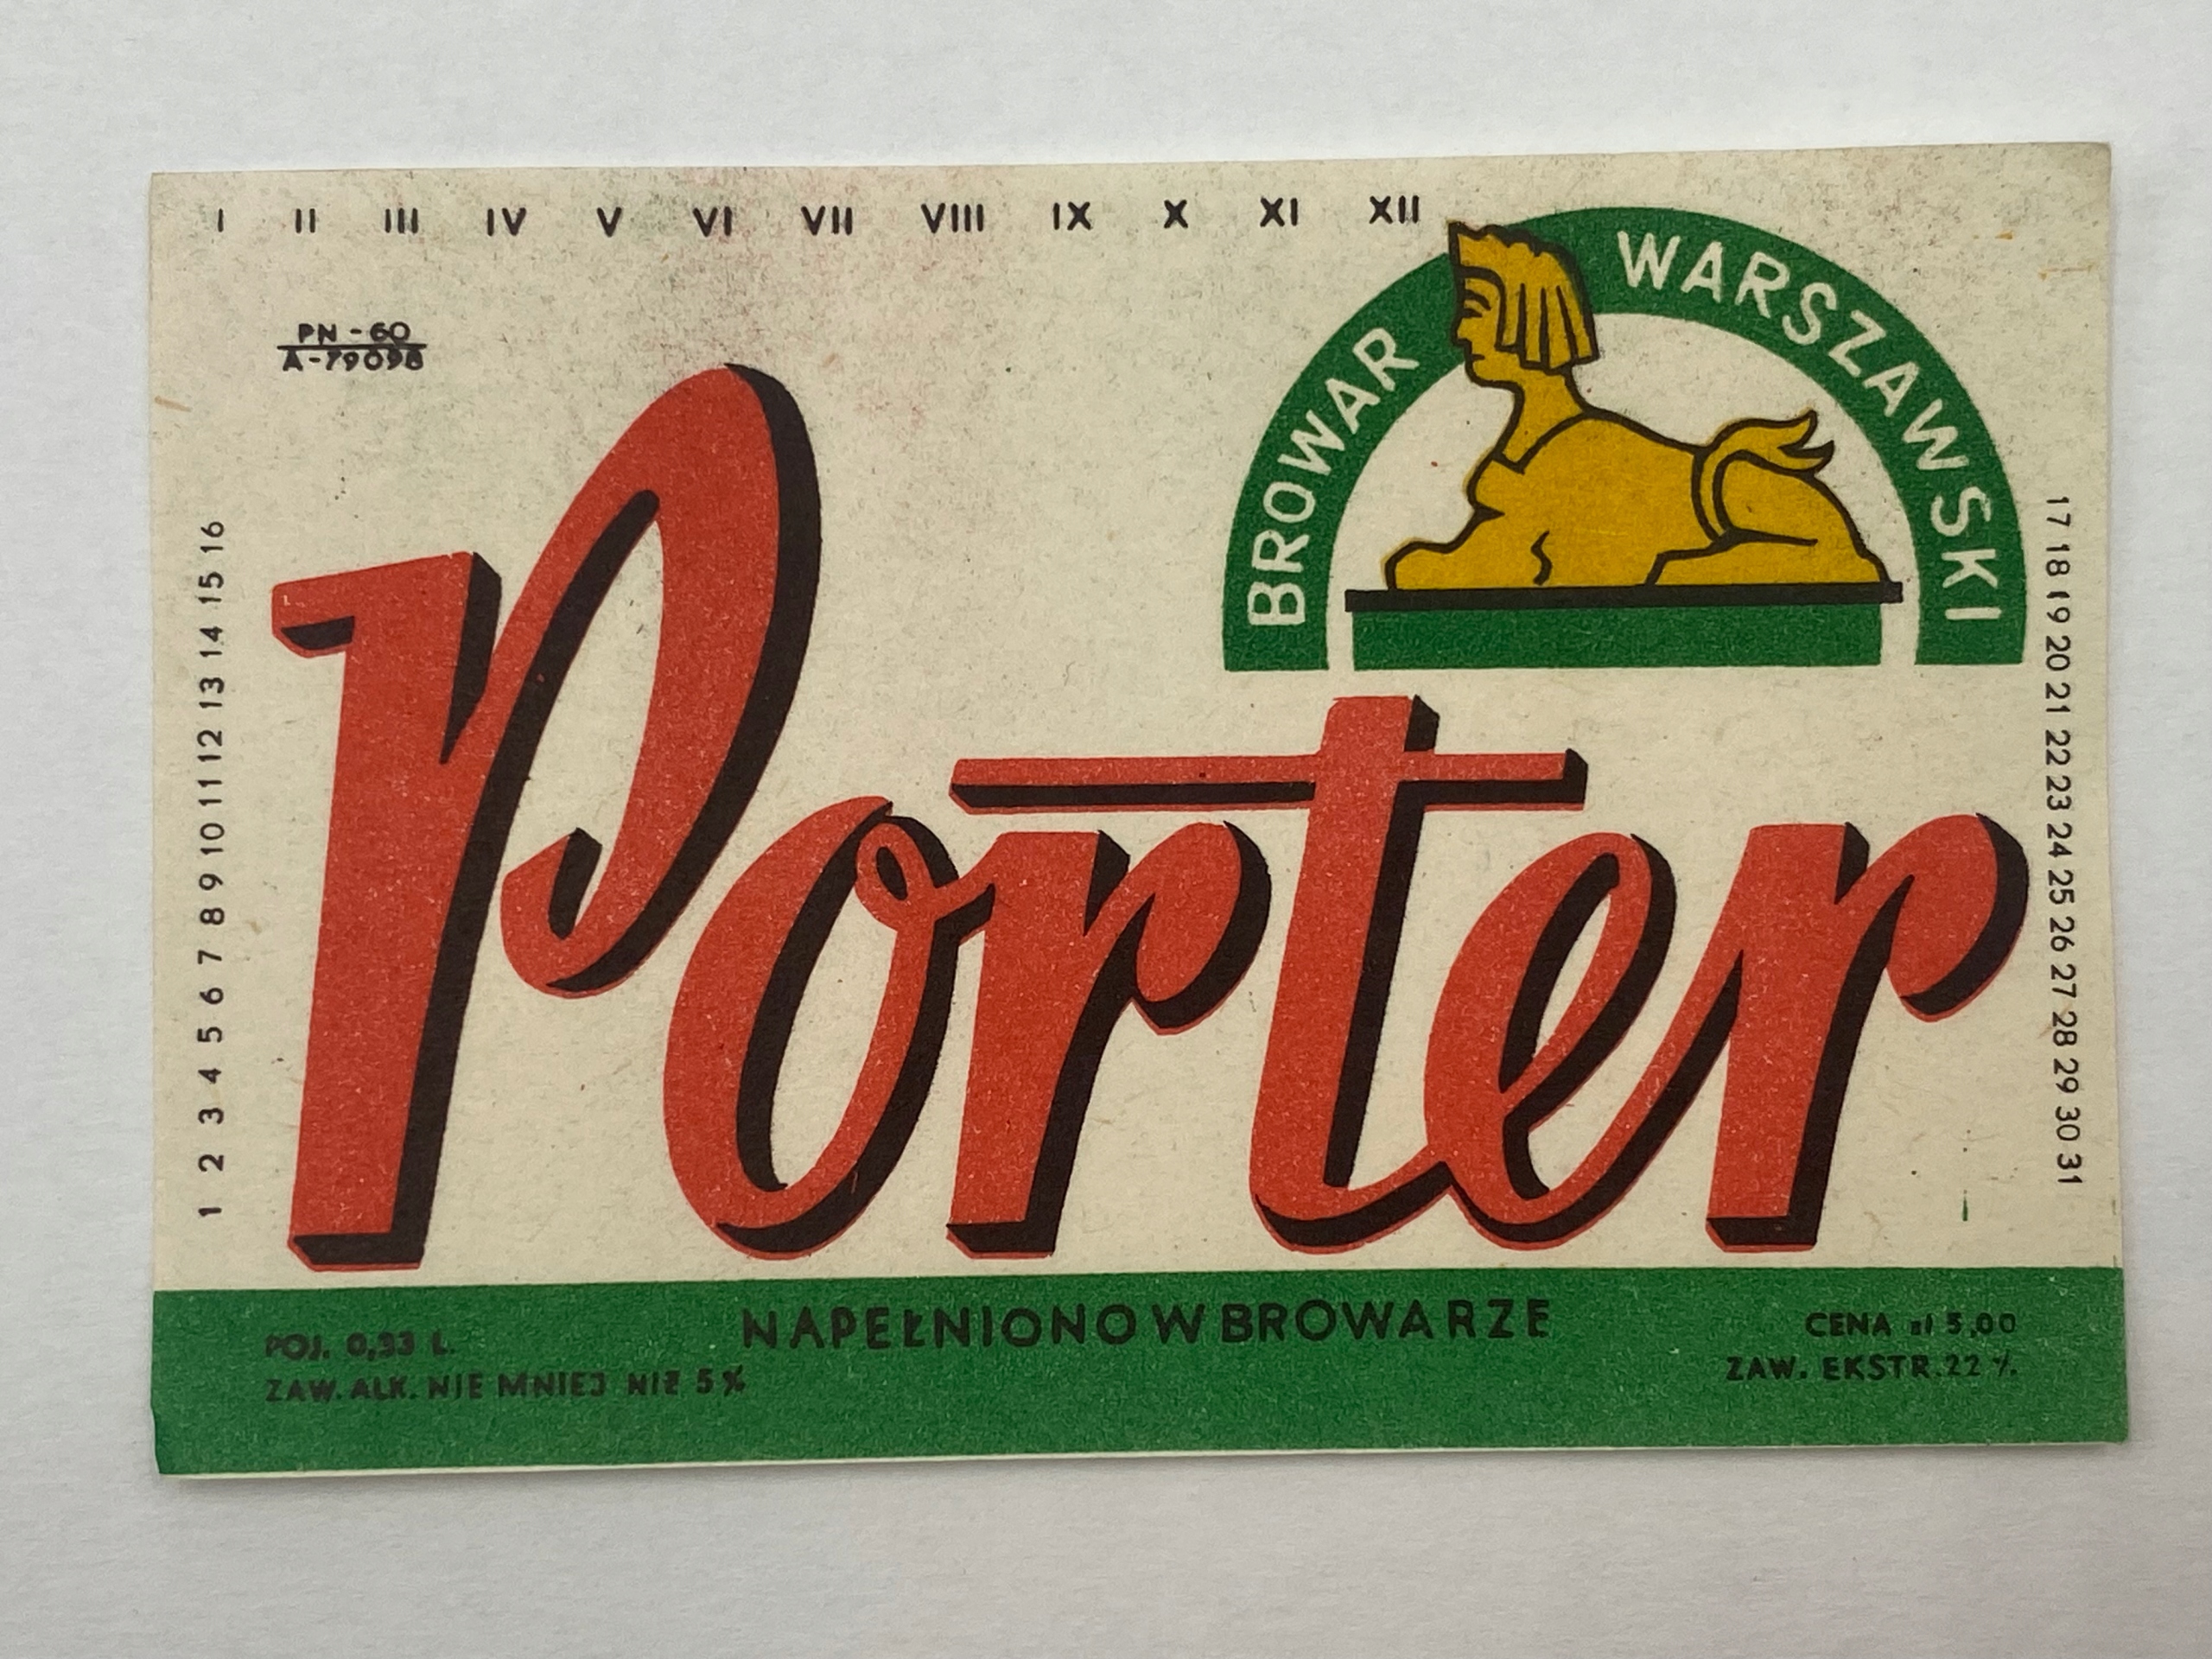 I II III IV V VI VII VIII IX X XI XII
PN - 60
A - 79098
BROWAR WARSZAWSKI
1 2 3 4 5 6 7 8 9 10 11 12 13 14 15 16
17 18 19 20 21 22 23 24 25 26 27 28 29 30 31
Porter
NAPEŁNIONO W BROWARZE
POJ. 0,33 L.
ZAW. ALK. NIE MNIEJ NIŻ 5%
CENA zł 5,00
ZAW. EKSTR. 22 %